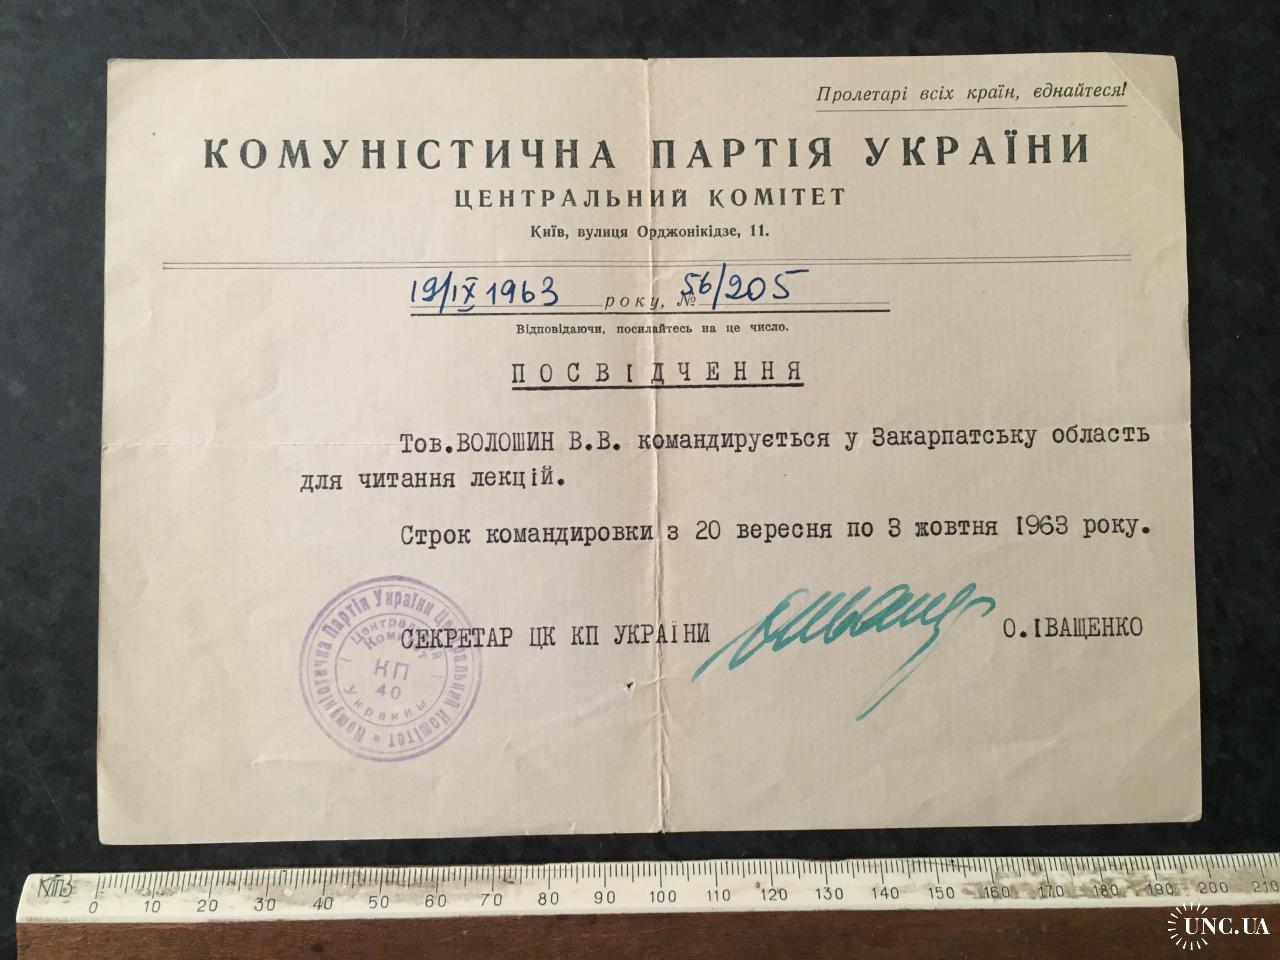 Пролетарі всіх країн, єднайтеся!
КОМУНІСТИЧНА ПАРТІЯ УКРАЇНИ
ЦЕНТРАЛЬНИЙ КОМІТЕТ
Київ, вулиця Орджонікідзе, 11.
19/IX 1963 року, № 56/205
Відповідаючи, посилайтесь на це число.
ПОСВІДЧЕННЯ
Тов.ВОЛОШИН В.В. командирується у Закарпатську область
для читання лекцій.
Строк командировки з 20 вересня по 3 жовтня 1963 року.
СЕКРЕТАР ЦК КП УКРАЇНИ
О.ІВАЩЕНКО
Комуністична Партія України Центральний Комітет
Центральный
Комитет
КП
40
Украины
0 10 20 30 40 50 60 70 80 90 100 110 120 130 140 150 160 170 180 190 200 210
UNC.UA